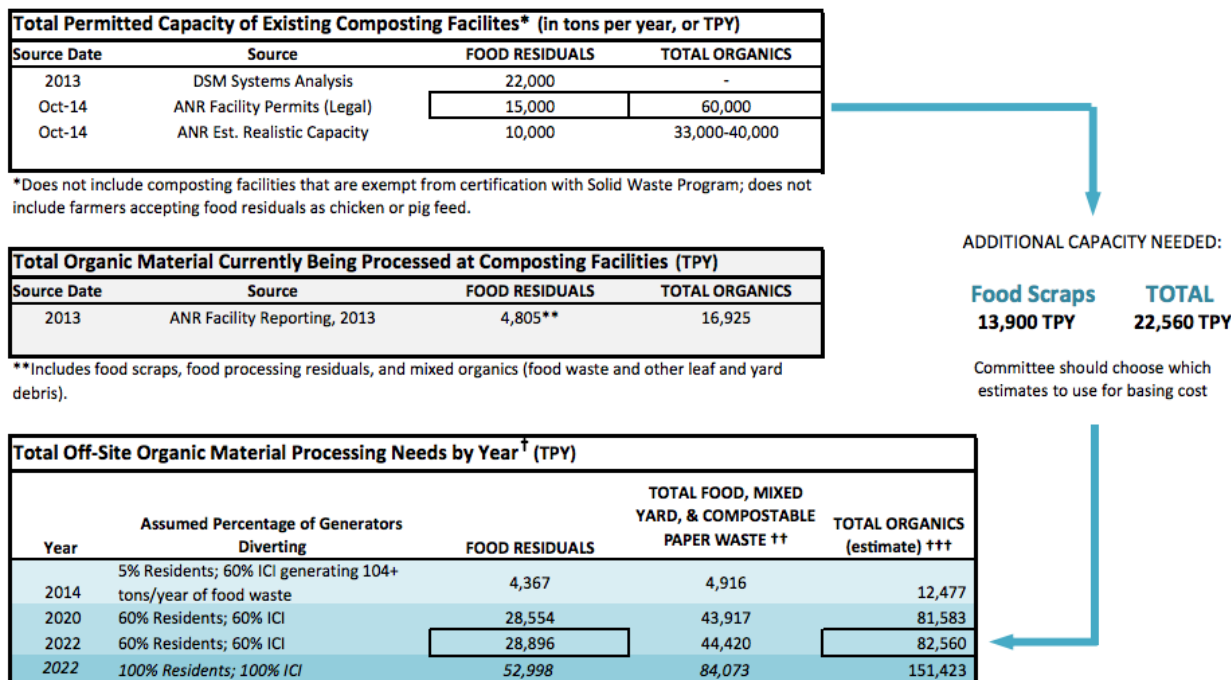 Total Permitted Capacity of Existing Composting Facilites* (in tons per year, or TPY)
Source Date Source FOOD RESIDUALS TOTAL ORGANICS
2013 DSM Systems Analysis 22,000 -
Oct-14 ANR Facility Permits (Legal) 15,000 60,000
Oct-14 ANR Est. Realistic Capacity 10,000 33,000-40,000
*Does not include composting facilities that are exempt from certification with Solid Waste Program; does not
include farmers accepting food residuals as chicken or pig feed.
ADDITIONAL CAPACITY NEEDED:
Food Scraps TOTAL
13,900 TPY 22,560 TPY
Committee should choose which
estimates to use for basing cost
Total Organic Material Currently Being Processed at Composting Facilities (TPY)
Source Date Source FOOD RESIDUALS TOTAL ORGANICS
2013 ANR Facility Reporting, 2013 4,805** 16,925
**Includes food scraps, food processing residuals, and mixed organics (food waste and other leaf and yard
debris).
Total Off-Site Organic Material Processing Needs by Year† (TPY)
Year Assumed Percentage of Generators Diverting FOOD RESIDUALS TOTAL FOOD, MIXED YARD, & COMPOSTABLE PAPER WASTE †† TOTAL ORGANICS (estimate) †††
2014 5% Residents; 60% ICI generating 104+ tons/year of food waste 4,367 4,916 12,477
2020 60% Residents; 60% ICI 28,554 43,917 81,583
2022 60% Residents; 60% ICI 28,896 44,420 82,560
2022 100% Residents; 100% ICI 52,998 84,073 151,423